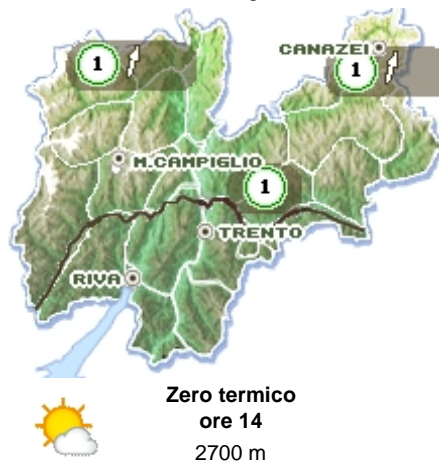 CANAZEI
1
1
M.CAMPIGLIO
1
TRENTO
RIVA
Zero termico
ore 14
2700 m